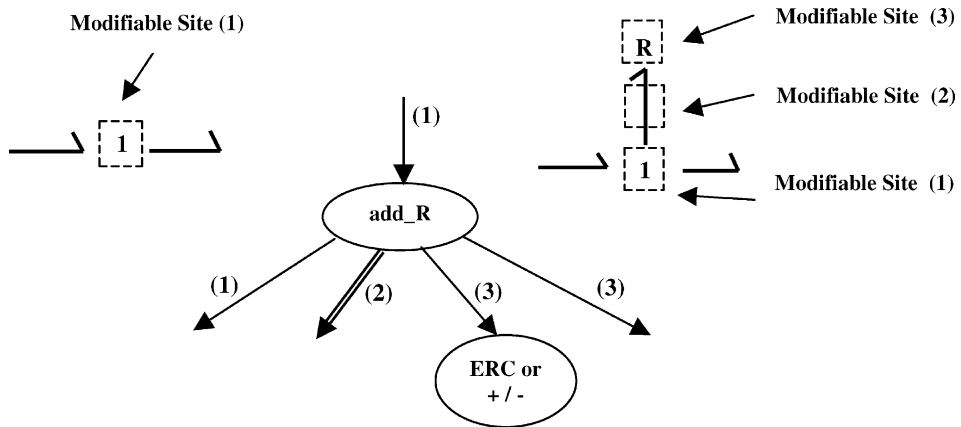 Modifiable Site (1)
1
(1)
R
1
Modifiable Site (3)
Modifiable Site (2)
Modifiable Site (1)
add_R
(1)
(2)
(3)
(3)
ERC or
+ / -